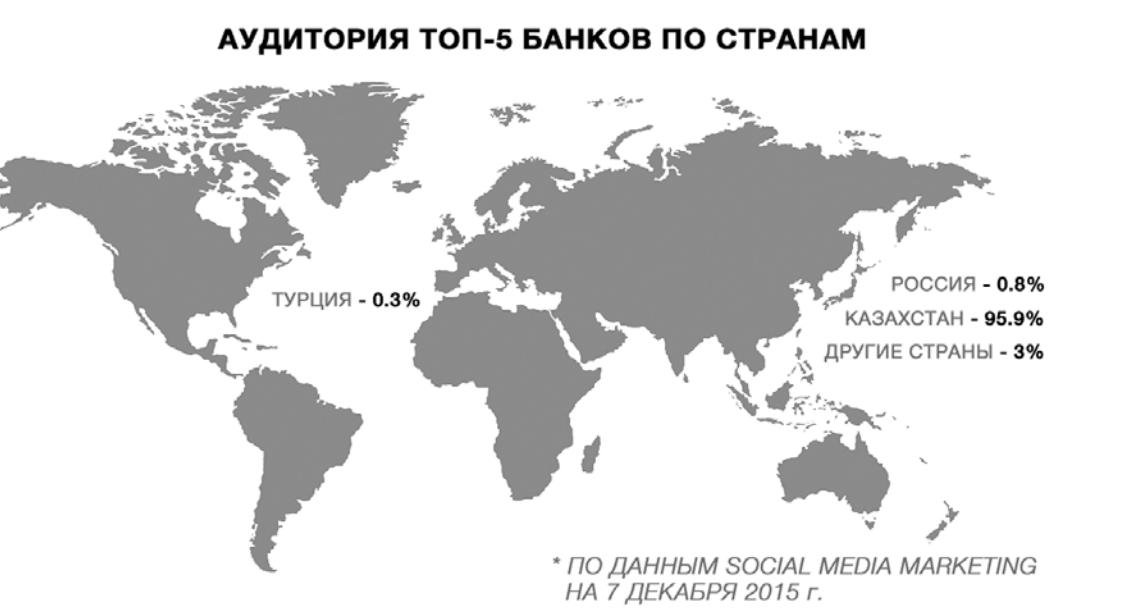 АУДИТОРИЯ ТОП-5 БАНКОВ ПО СТРАНАМ
ТУРЦИЯ - 0.3%
РОССИЯ - 0.8%
КАЗАХСТАН - 95.9%
ДРУГИЕ СТРАНЫ - 3%
* ПО ДАННЫМ SOCIAL MEDIA MARKETING
НА 7 ДЕКАБРЯ 2015 г.